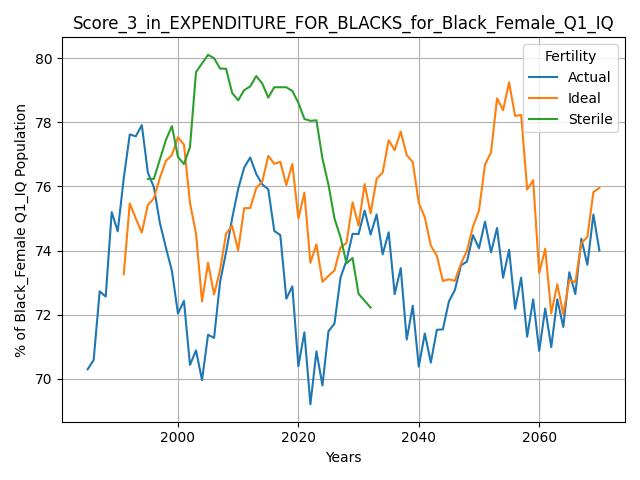 Score_3_in_EXPENDITURE_FOR_BLACKS_for_Black_Female_Q1_IQ
% of Black_Female Q1_IQ Population
80
78
76
74
72
70
2000
2020
2040
2060
Years
Fertility
Actual
Ideal
Sterile